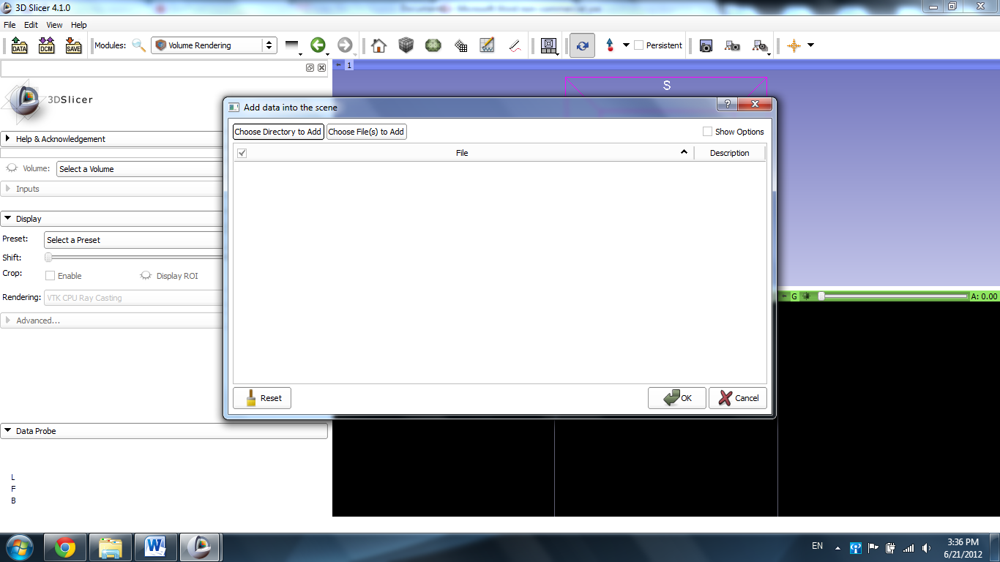 3D Slicer 4.1.0
File Edit View Help
DATA DCM SAVE Modules: Volume Rendering Persistent
1
S
3DSlicer
Add data into the scene
?
Choose Directory to Add Choose File(s) to Add Show Options
File Description
Help & Acknowledgement
Volume: Select a Volume
Inputs
Display
Preset: Select a Preset
Shift:
Crop: Enable Display ROI
Rendering: VTK CPU Ray Casting
G A: 0.00
Advanced...
Reset OK Cancel
Data Probe
L
F
B
EN
3:36 PM
6/21/2012